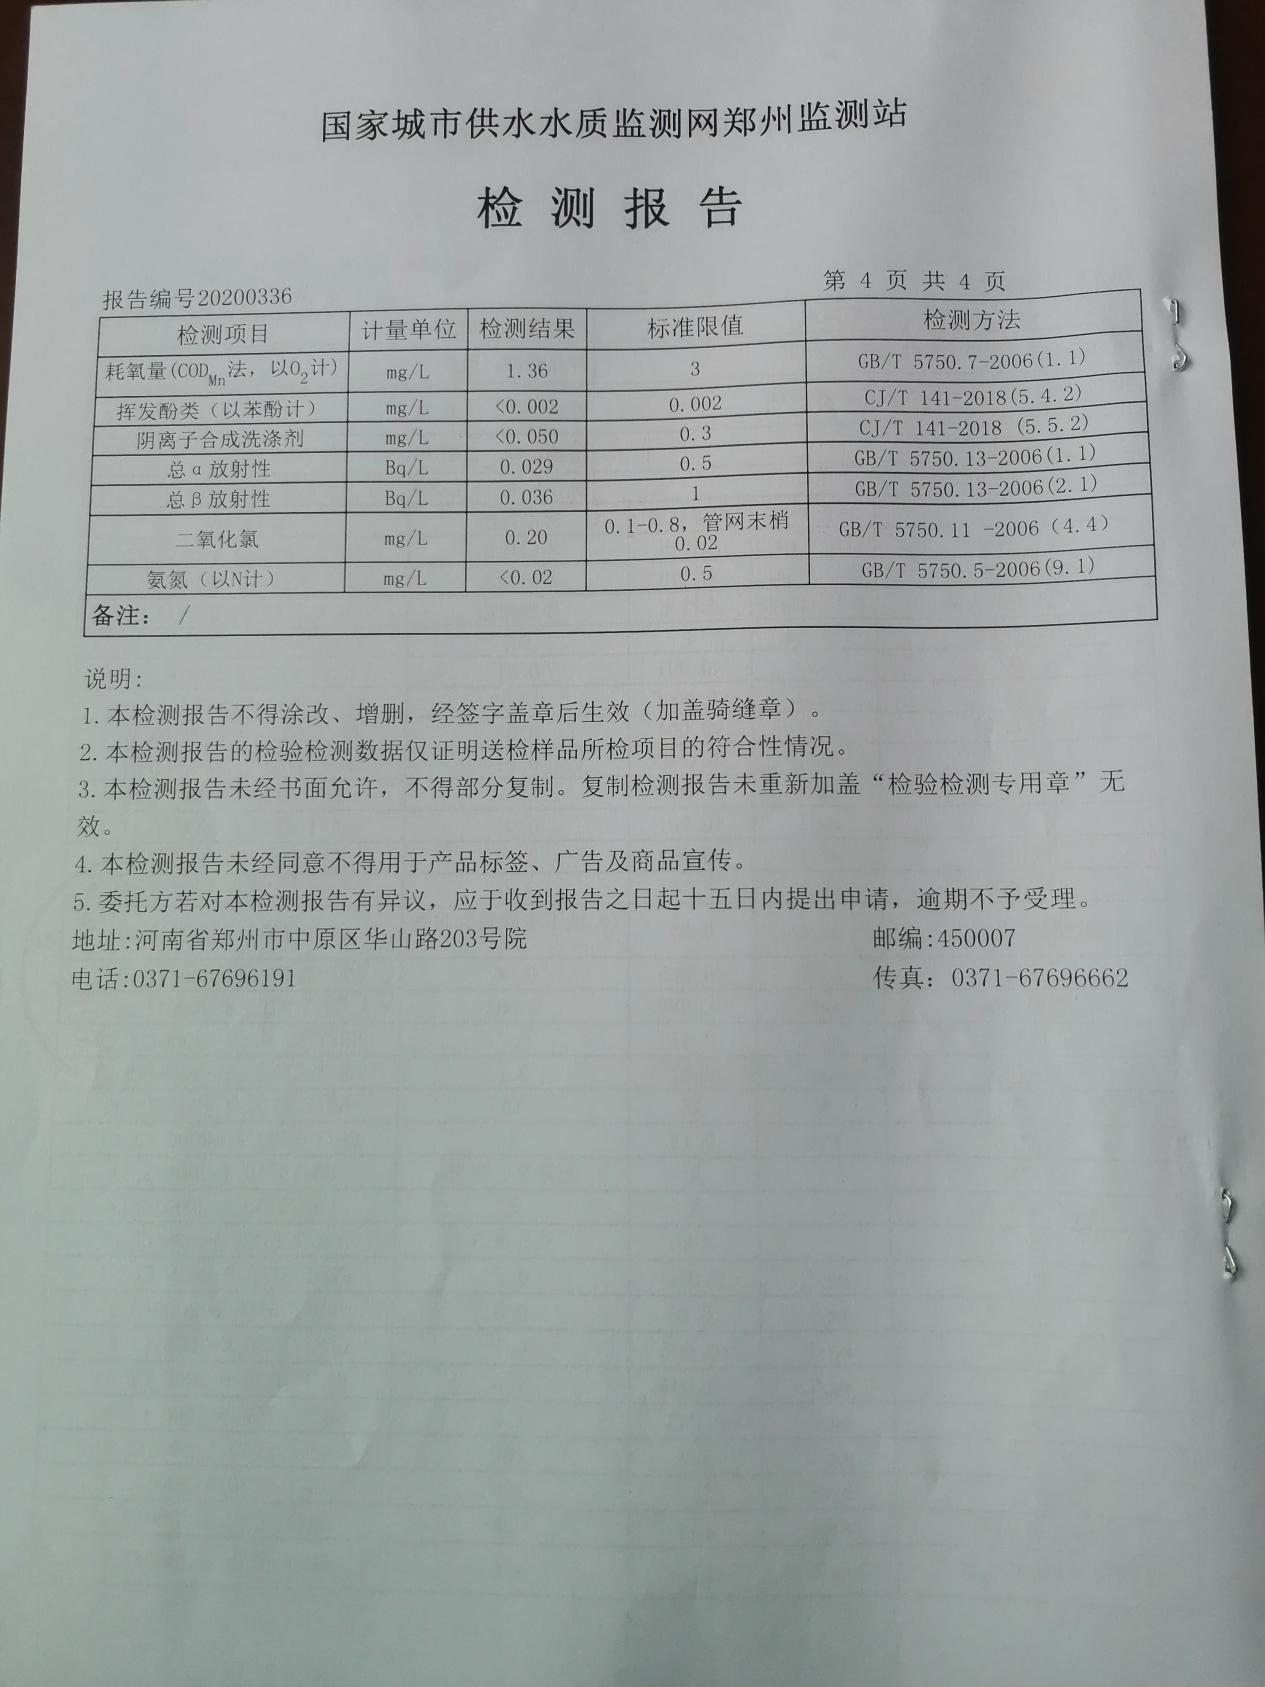 国家城市供水水质监测网郑州监测站
检测报告
报告编号20200336
第 4 页 共 4 页
检测项目 计量单位 检测结果 标准限值 检测方法
耗氧量(CODMn法，以O2计) mg/L 1.36 3 GB/T 5750.7-2006(1.1)
挥发酚类（以苯酚计） mg/L <0.002 0.002 CJ/T 141-2018(5.4.2)
阴离子合成洗涤剂 mg/L <0.050 0.3 CJ/T 141-2018 (5.5.2)
总α放射性 Bq/L 0.029 0.5 GB/T 5750.13-2006(1.1)
总β放射性 Bq/L 0.036 1 GB/T 5750.13-2006(2.1)
二氧化氯 mg/L 0.20 0.1-0.8，管网末梢 GB/T 5750.11 -2006（4.4）
0.02
氨氮（以N计） mg/L <0.02 0.5 GB/T 5750.5-2006(9.1)
备注： /
说明:
1.本检测报告不得涂改、增删，经签字盖章后生效（加盖骑缝章）。
2.本检测报告的检验检测数据仅证明送检样品所检项目的符合性情况。
3.本检测报告未经书面允许，不得部分复制。复制检测报告未重新加盖“检验检测专用章”无
效。
4.本检测报告未经同意不得用于产品标签、广告及商品宣传。
5.委托方若对本检测报告有异议，应于收到报告之日起十五日内提出申请，逾期不予受理。
地址:河南省郑州市中原区华山路203号院 邮编:450007
电话:0371-67696191 传真：0371-67696662